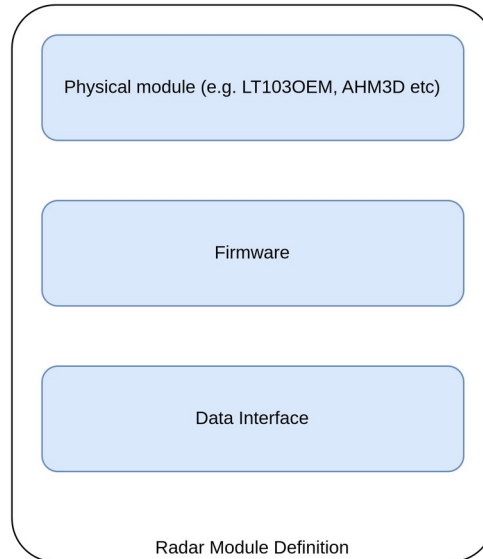 Physical module (e.g. LT103OEM, AHM3D etc)
Firmware
Data Interface
Radar Module Definition